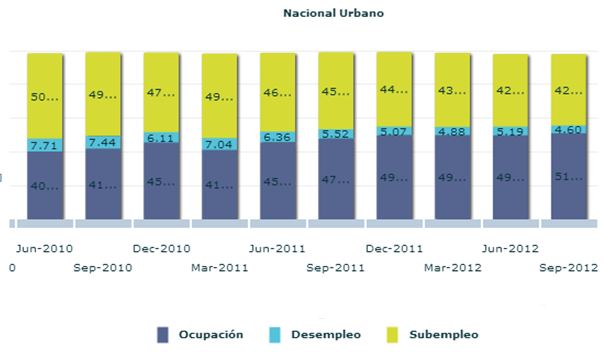 Nacional Urbano
50... 49... 47... 49... 46... 45... 44... 43... 42... 42...
7.71 7.44 6.11 7.04 6.36 5.52 5.07 4.88 5.19 4.60
40... 41... 45... 41... 45... 47... 49... 49... 49... 51...
Jun-2010 Dec-2010 Jun-2011 Dec-2011 Jun-2012
0 Sep-2010 Mar-2011 Sep-2011 Mar-2012 Sep-2012
Ocupación Desempleo Subempleo